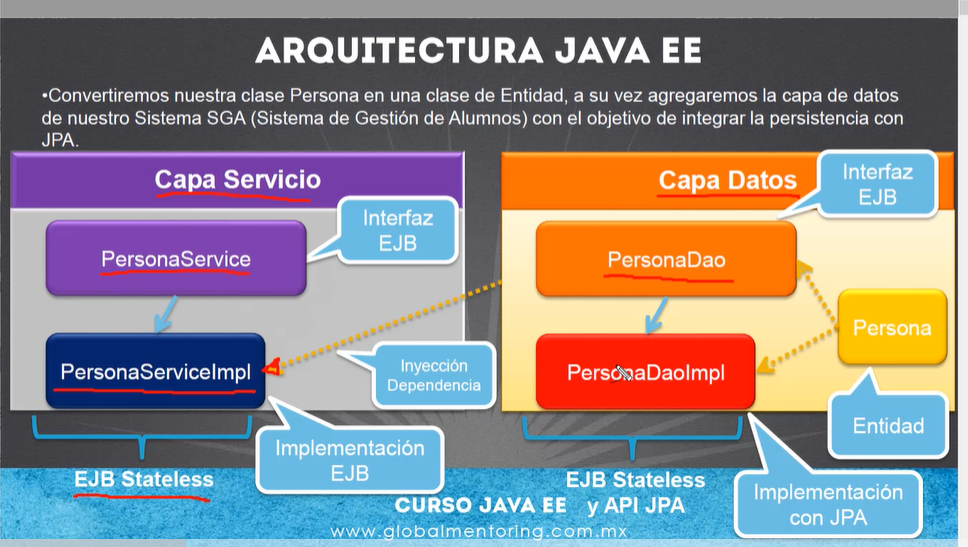 ARQUITECTURA JAVA EE
•Convertiremos nuestra clase Persona en una clase de Entidad, a su vez agregaremos la capa de datos
de nuestro Sistema SGA (Sistema de Gestión de Alumnos) con el objetivo de integrar la persistencia con
JPA.
Capa Servicio
Interfaz
EJB
PersonaService
PersonaServiceImpl
Inyección
Dependencia
Implementación
EJB
EJB Stateless
Capa Datos
Interfaz
EJB
PersonaDao
Persona
PersonaDaoImpl
Entidad
EJB Stateless
y API JPA
Implementación
con JPA
CURSO JAVA EE
www.globalmentoring.com.mx